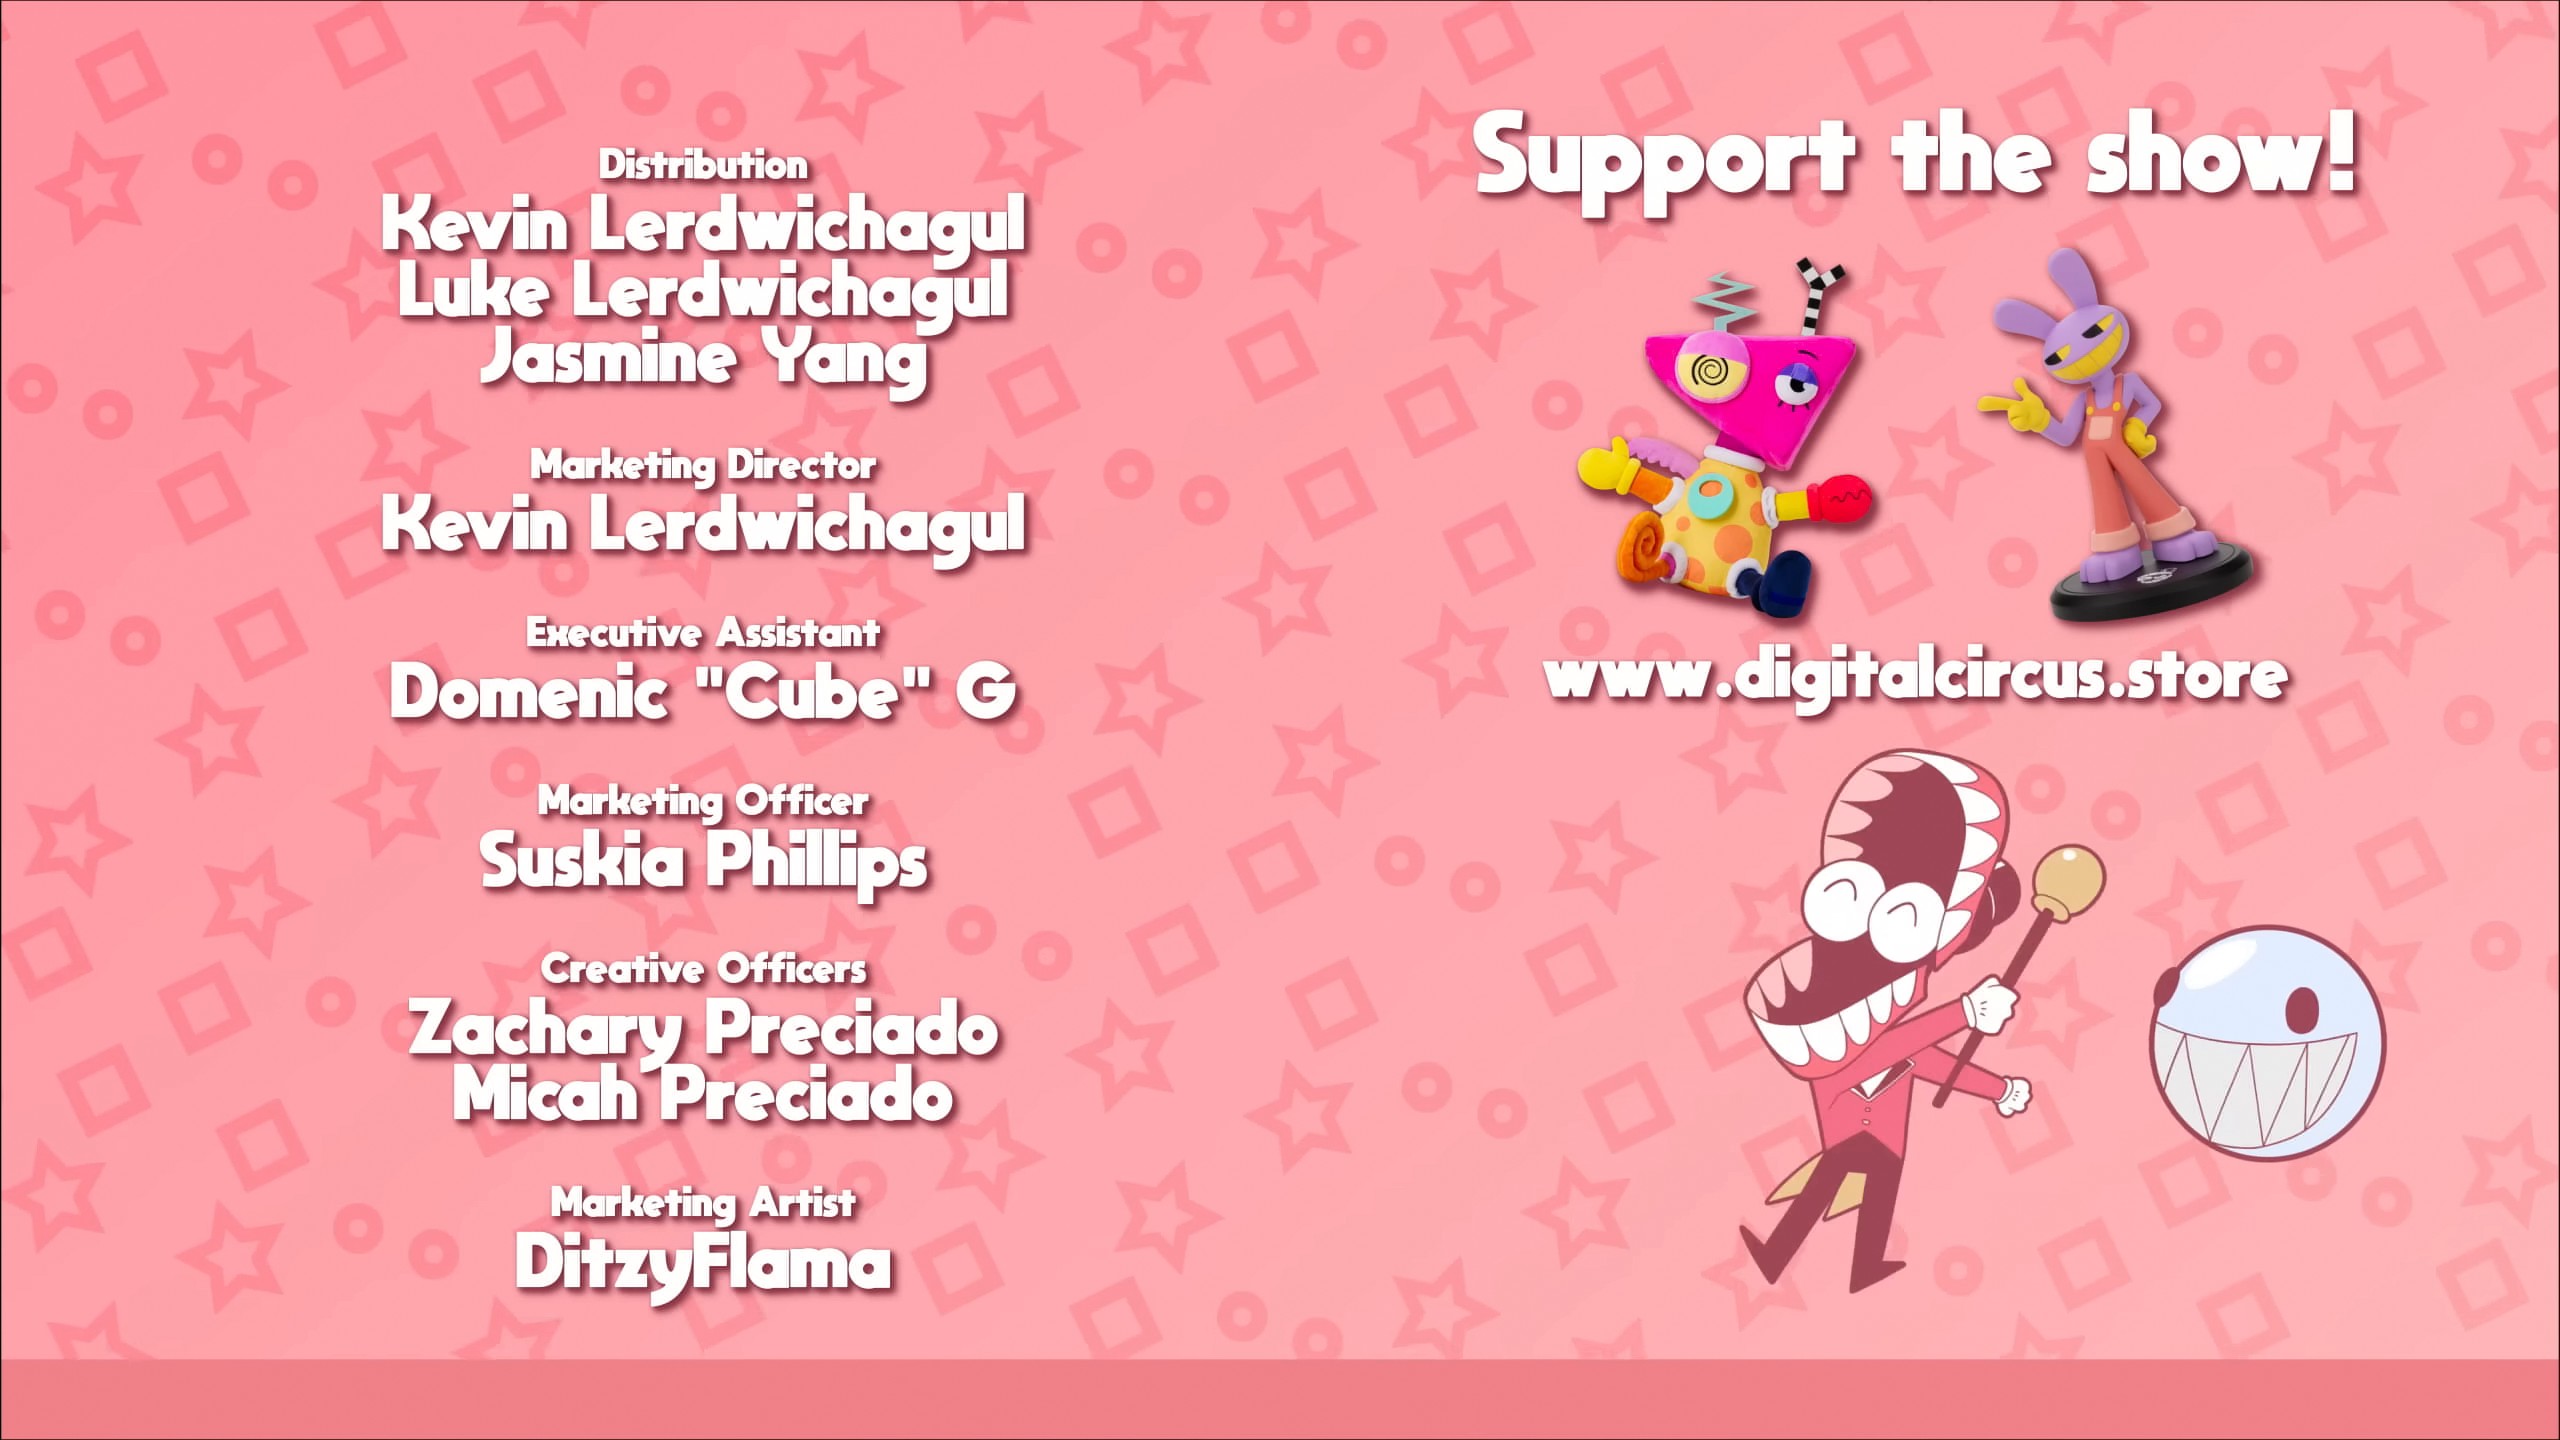 Distribution
Kevin Lerdwichagul
Luke Lerdwichagul
Jasmine Yang
Marketing Director
Kevin Lerdwichagul
Executive Assistant
Domenic "Cube" G
Marketing Officer
Suskia Phillips
Creative Officers
Zachary Preciado
Micah Preciado
Marketing Artist
DitzyFlama
Support the show!
www.digitalcircus.store